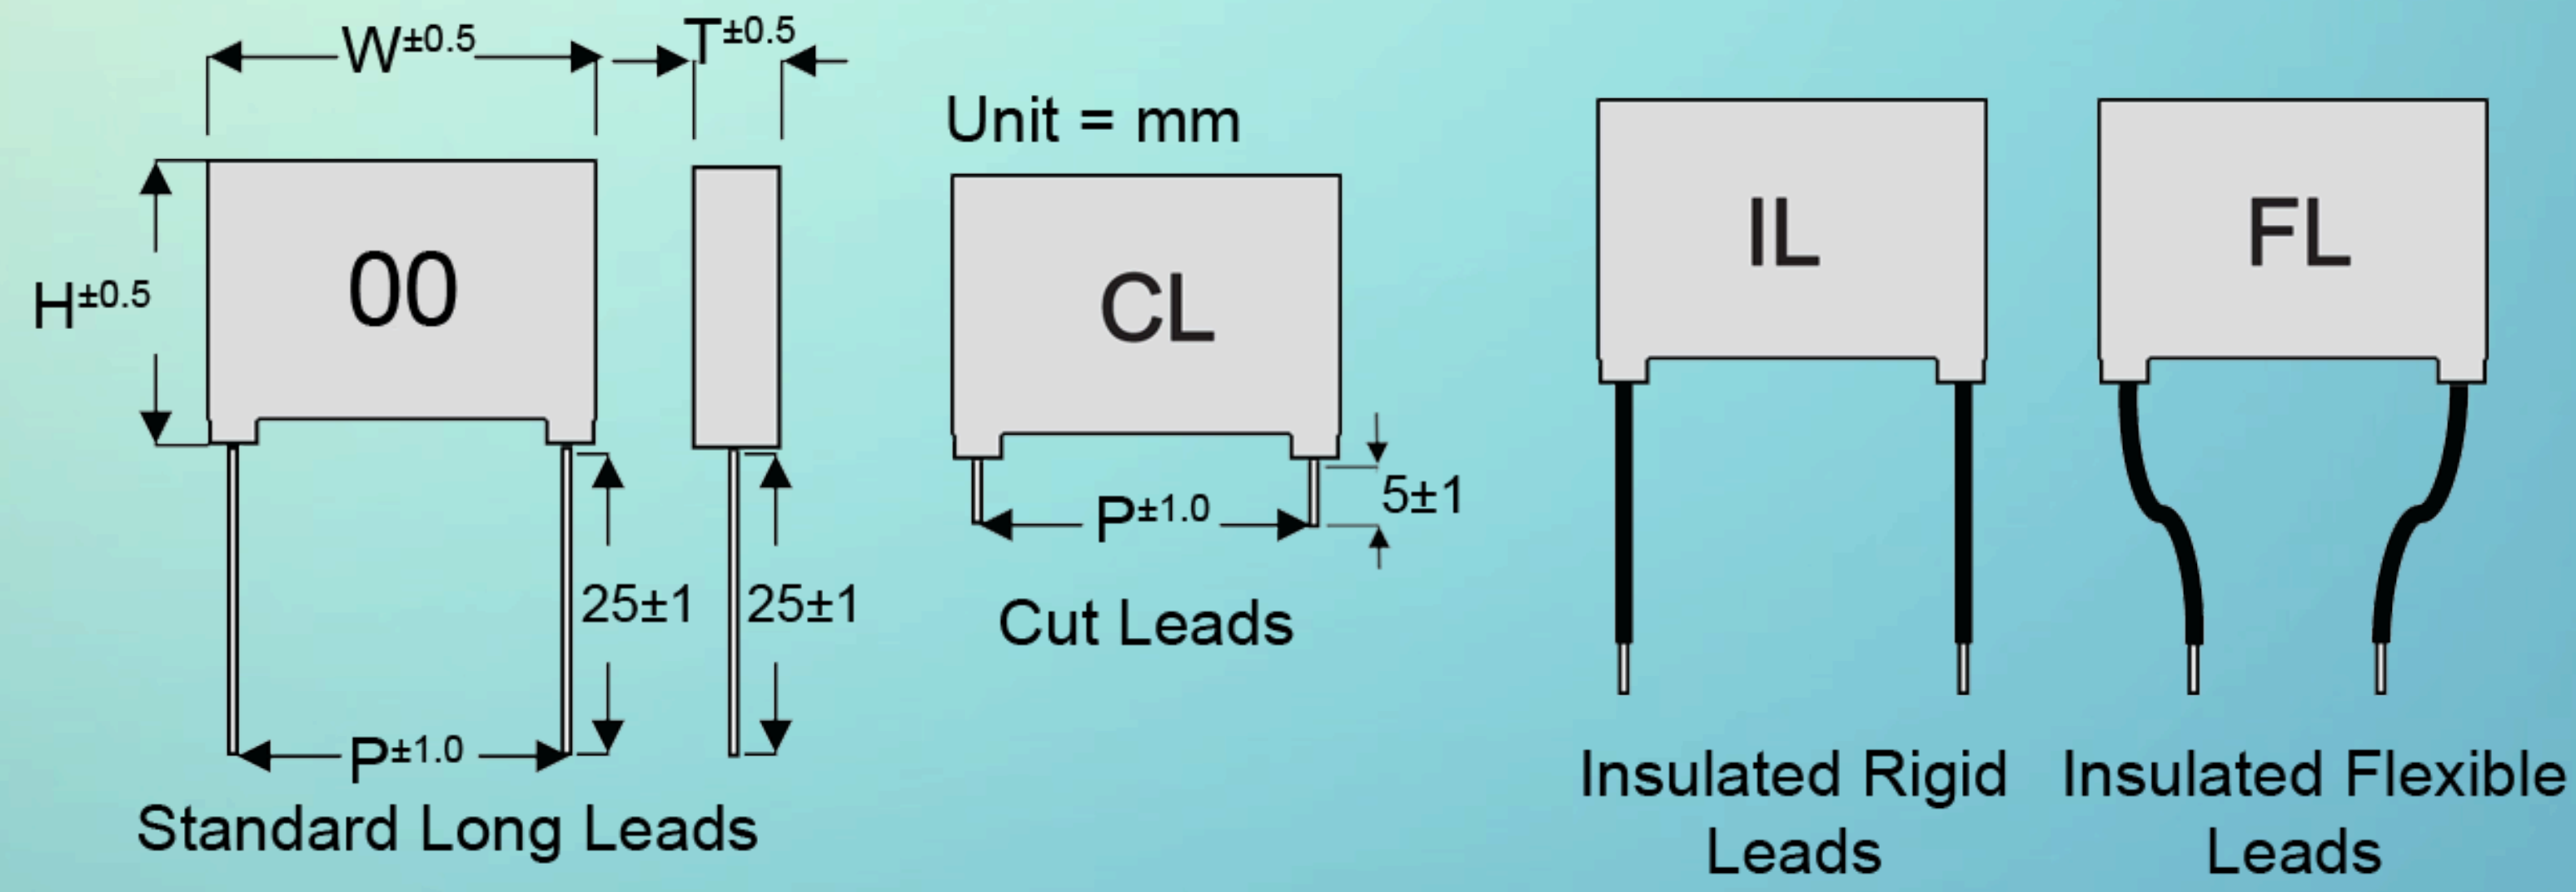 W±0.5
T±0.5
H±0.5
00
25±1
25±1
P±1.0
Standard Long Leads
Unit = mm
CL
5±1
P±1.0
Cut Leads
IL
Insulated Rigid
Leads
FL
Insulated Flexible
Leads